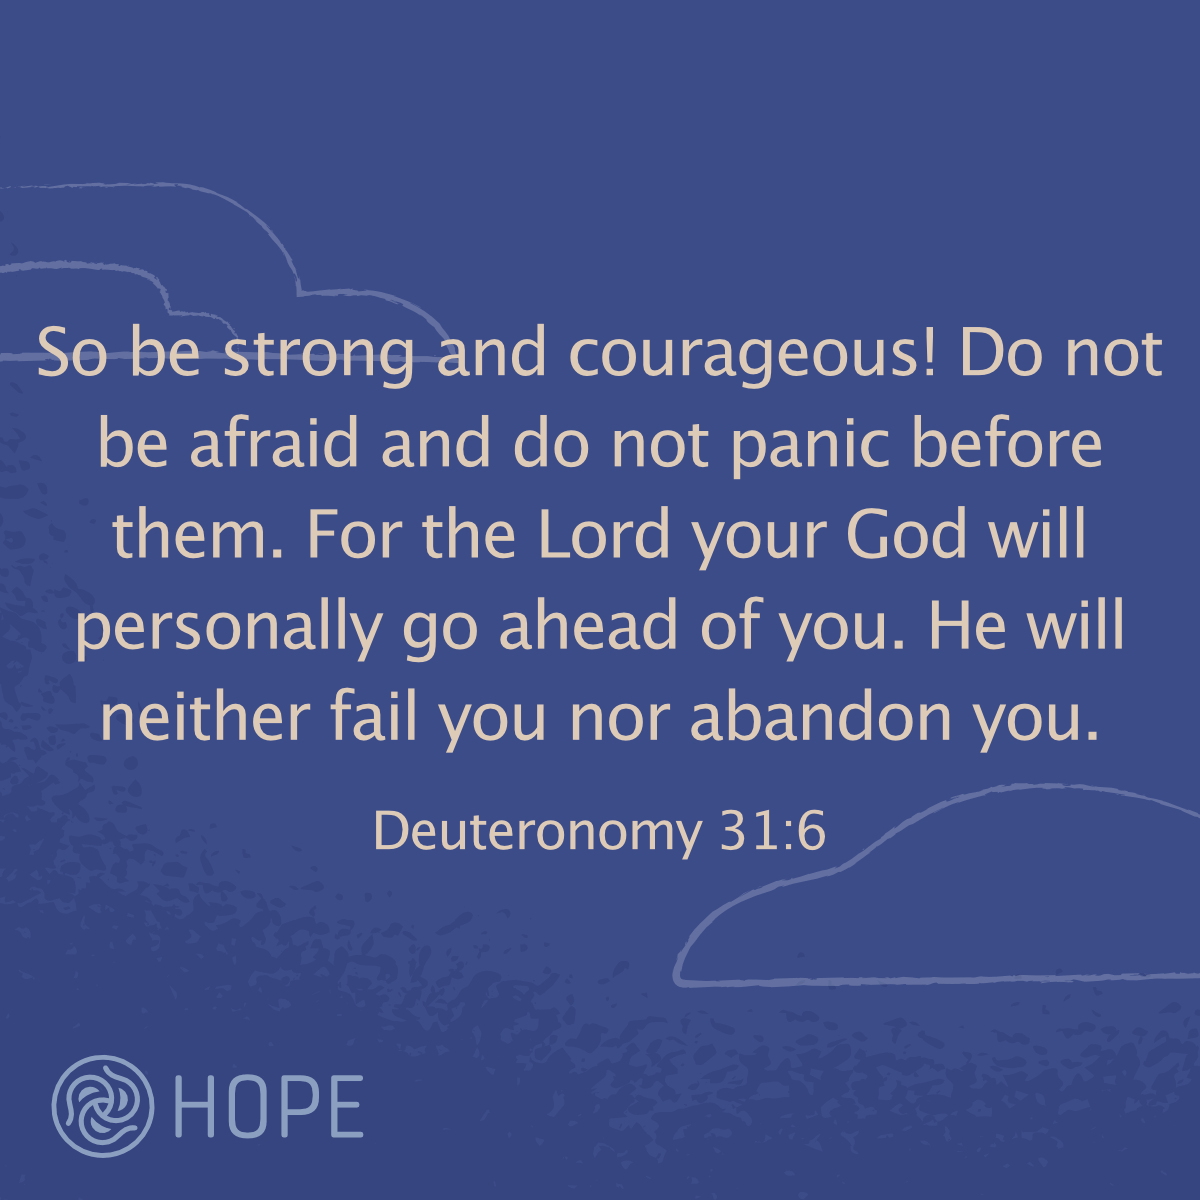 So be strong and courageous! Do not
be afraid and do not panic before
them. For the Lord your God will
personally go ahead of you. He will
neither fail you nor abandon you.
Deuteronomy 31:6
HOPE